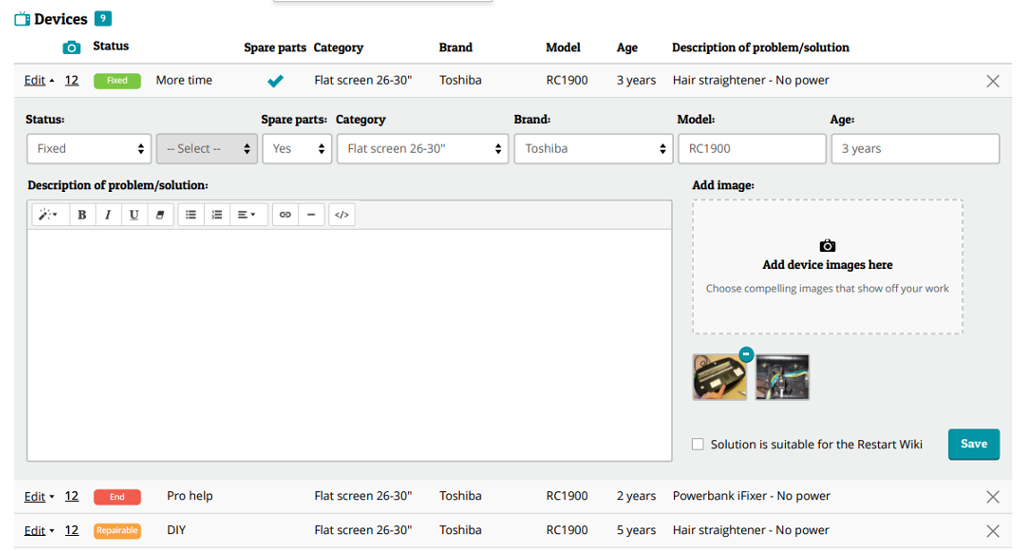 Devices 9
Status Spare parts Category Brand Model Age Description of problem/solution
Edit 12 Fixed More time Flat screen 26-30" Toshiba RC1900 3 years Hair straightener - No power
Status: Spare parts: Category Brand: Model: Age:
Fixed -- Select -- Yes Flat screen 26-30" Toshiba RC1900 3 years
Description of problem/solution: Add image:
B I U </>
Add device images here
Choose compelling images that show off your work
Solution is suitable for the Restart Wiki Save
Edit 12 End Pro help Flat screen 26-30" Toshiba RC1900 2 years Powerbank iFixer - No power
Edit 12 Repairable DIY Flat screen 26-30" Toshiba RC1900 5 years Hair straightener - No power